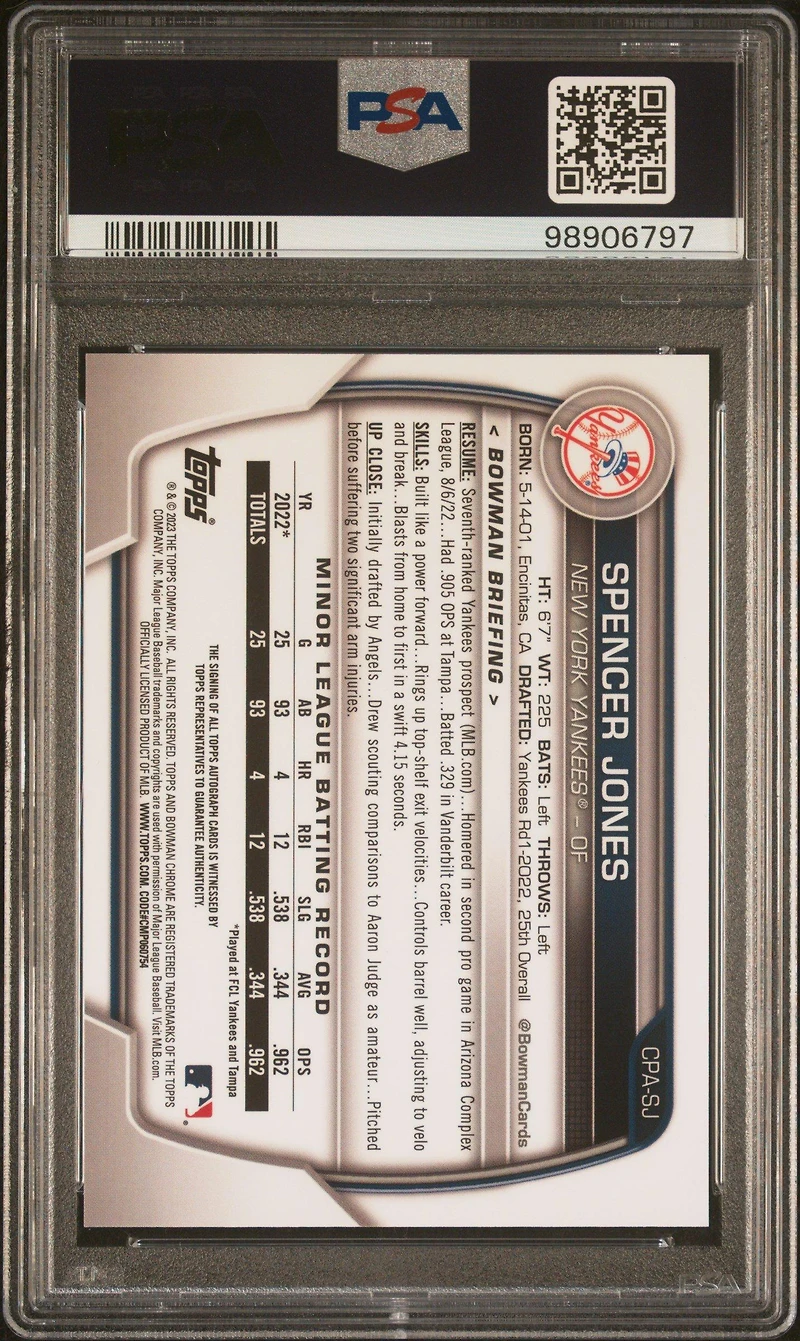 PSA
98906797
CPA-SJ
Yankees
SPENCER JONES
NEW YORK YANKEES® – OF
HT: 6'7" WT: 225 BATS: Left THROWS: Left
BORN: 5-14-01, Encinitas, CA DRAFTED: Yankees Rd1-2022, 25th Overall @BowmanCards
< BOWMAN BRIEFING >
RESUME: Seventh-ranked Yankees prospect (MLB.com)...Homered in second pro game in Arizona Complex
League, 8/6/22...Had .905 OPS at Tampa...Batted .329 in Vanderbilt career.
SKILLS: Built like a power forward...Rings up top-shelf exit velocities...Controls barrel well, adjusting to velo
and break...Blasts from home to first in a swift 4.15 seconds.
UP CLOSE: Initially drafted by Angels...Drew scouting comparisons to Aaron Judge as amateur...Pitched
before suffering two significant arm injuries.
MINOR LEAGUE BATTING RECORD
YR G AB HR RBI SLG AVG OPS
2022* 25 93 4 12 .538 .344 .962
TOTALS 25 93 4 12 .538 .344 .962
*Played at FCL Yankees and Tampa
THE SIGNING OF ALL TOPPS AUTOGRAPH CARDS IS WITNESSED BY
TOPPS REPRESENTATIVES TO GUARANTEE AUTHENTICITY.
topps®
® & © 2023 THE TOPPS COMPANY, INC. ALL RIGHTS RESERVED. TOPPS AND BOWMAN CHROME ARE REGISTERED TRADEMARKS OF THE TOPPS
COMPANY, INC. Major League Baseball trademarks and copyrights are used with permission of Major League Baseball. Visit MLB.com.
OFFICIALLY LICENSED PRODUCT OF MLB. WWW.TOPPS.COM. CODE#CMP060754
PSA